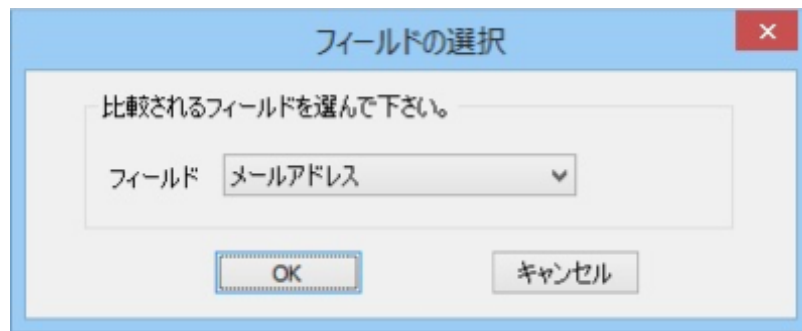 フィールドの選択
比較されるフィールドを選んで下さい。
フィールド メールアドレス
OK キャンセル